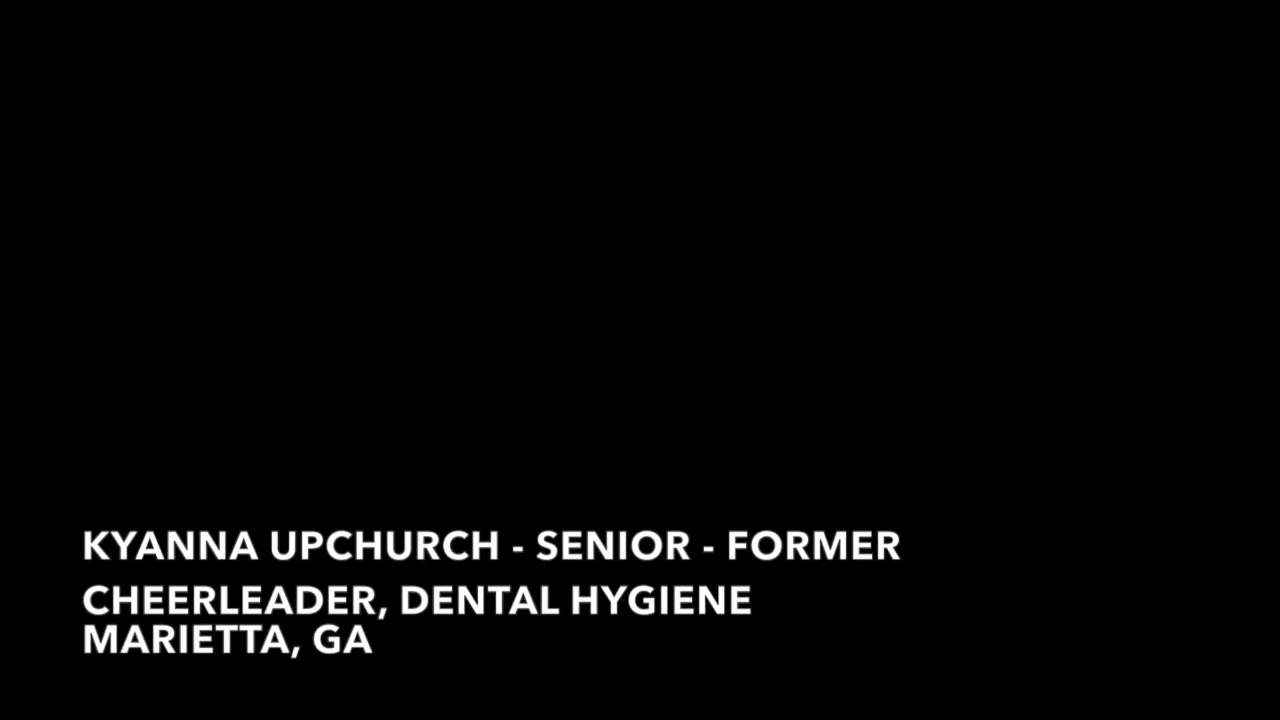 KYANNA UPCHURCH - SENIOR - FORMER
CHEERLEADER, DENTAL HYGIENE
MARIETTA, GA